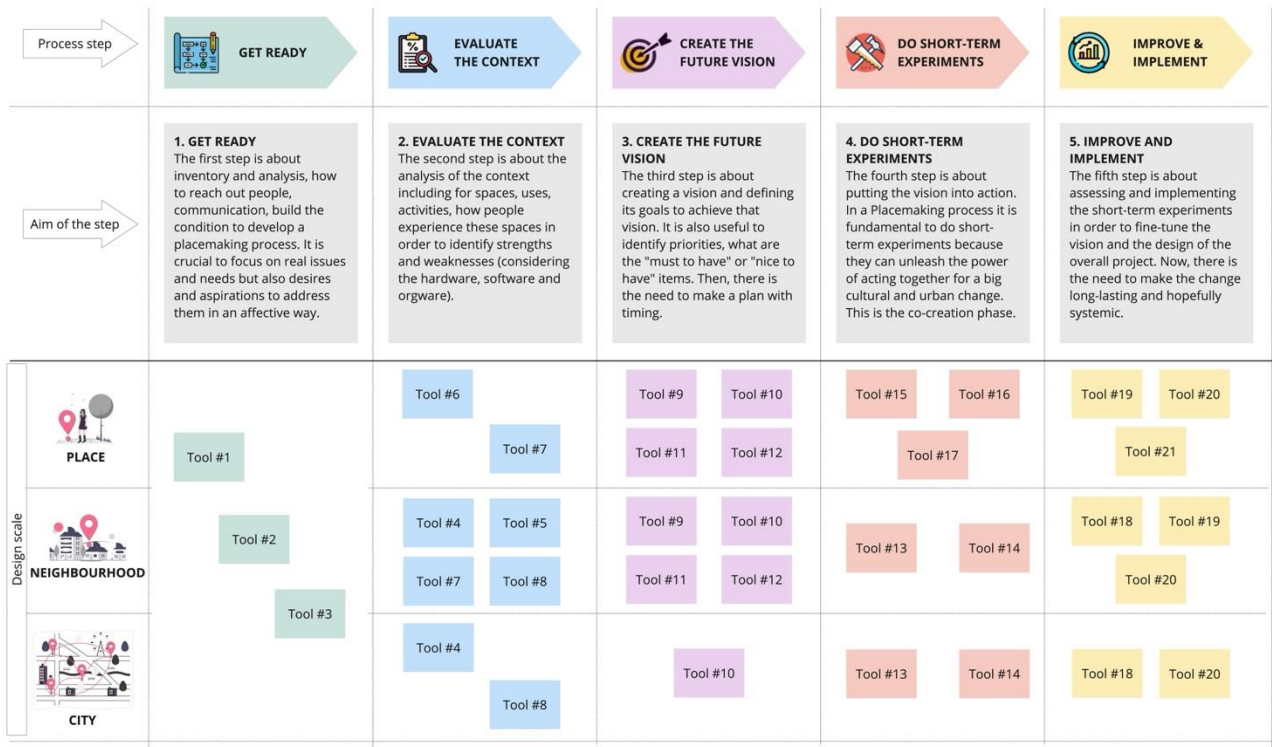 Process step
GET READY
EVALUATE
THE CONTEXT
CREATE THE
FUTURE VISION
DO SHORT-TERM
EXPERIMENTS
IMPROVE &
IMPLEMENT
Aim of the step
1. GET READY
The first step is about
inventory and analysis, how
to reach out people,
communication, build the
condition to develop a
placemaking process. It is
crucial to focus on real issues
and needs but also desires
and aspirations to address
them in an affective way.
2. EVALUATE THE CONTEXT
The second step is about the
analysis of the context
including for spaces, uses,
activities, how people
experience these spaces in
order to identify strengths
and weaknesses (considering
the hardware, software and
orgware).
3. CREATE THE FUTURE
VISION
The third step is about
creating a vision and defining
its goals to achieve that
vision. It is also useful to
identify priorities, what are
the "must to have" or "nice to
have" items. Then, there is
the need to make a plan with
timing.
4. DO SHORT-TERM
EXPERIMENTS
The fourth step is about
putting the vision into action.
In a Placemaking process it is
fundamental to do short-
term experiments because
they can unleash the power
of acting together for a big
cultural and urban change.
This is the co-creation phase.
5. IMPROVE AND
IMPLEMENT
The fifth step is about
assessing and implementing
the short-term experiments
in order to fine-tune the
vision and the design of the
overall project. Now, there is
the need to make the change
long-lasting and hopefully
systemic.
Design scale
PLACE
Tool #1
Tool #2
Tool #3
Tool #6
Tool #7
Tool #9
Tool #10
Tool #11
Tool #12
Tool #15
Tool #16
Tool #17
Tool #19
Tool #20
Tool #21
NEIGHBOURHOOD
Tool #4
Tool #5
Tool #7
Tool #8
Tool #9
Tool #10
Tool #11
Tool #12
Tool #13
Tool #14
Tool #18
Tool #19
Tool #20
CITY
Tool #4
Tool #8
Tool #10
Tool #13
Tool #14
Tool #18
Tool #20